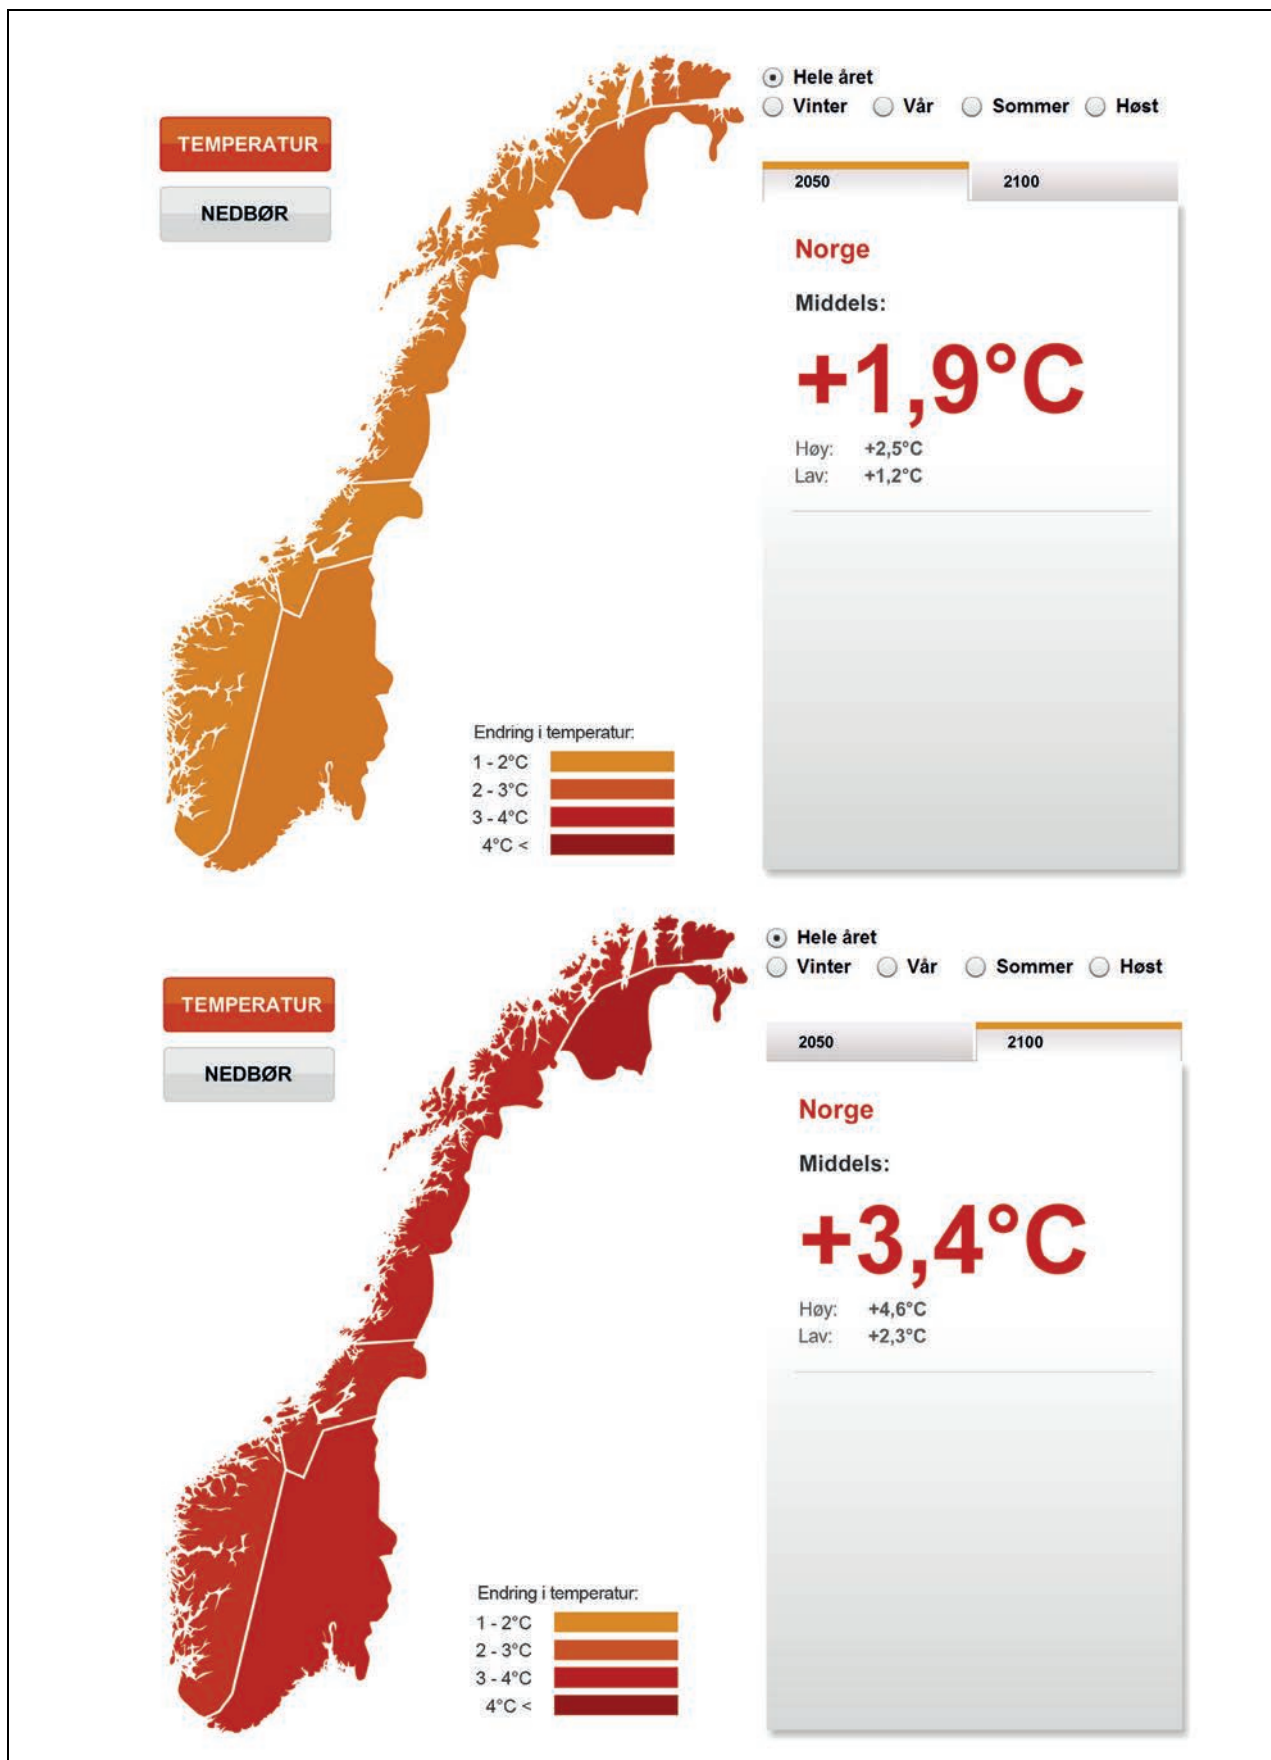 Hele året
Vinter Vår Sommer Høst
TEMPERATUR
NEDBØR
2050 2100
Norge
Middels:
+1,9°C
Høy: +2,5°C
Lav: +1,2°C
Endring i temperatur:
1 - 2°C
2 - 3°C
3 - 4°C
4°C <
Hele året
Vinter Vår Sommer Høst
TEMPERATUR
NEDBØR
2050 2100
Norge
Middels:
+3,4°C
Høy: +4,6°C
Lav: +2,3°C
Endring i temperatur:
1 - 2°C
2 - 3°C
3 - 4°C
4°C <